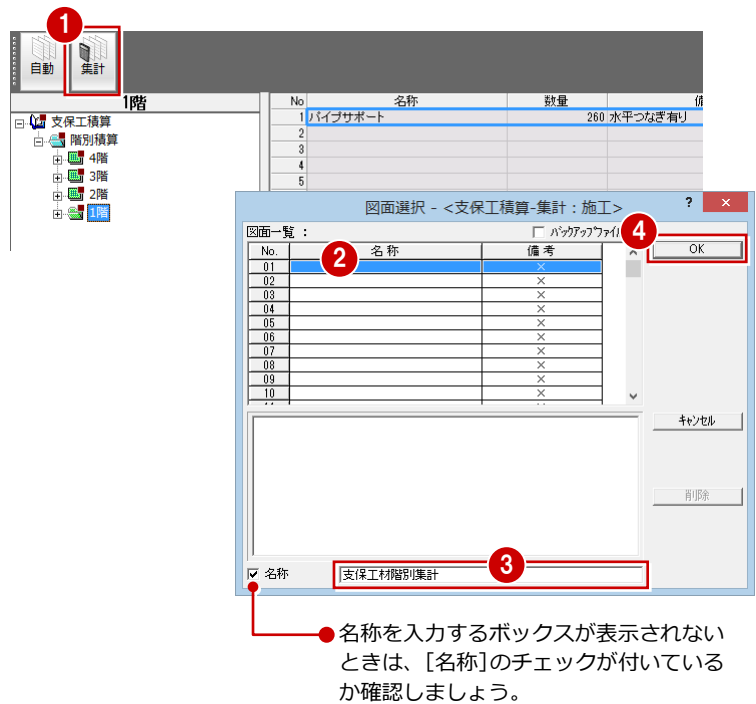 1
自動 集計
1階
支保工積算
階別積算
4階
3階
2階
1階
No 名称 数量
1 パイプサポート 260 水平つなぎ有り
2
3
4
5
図面選択 - <支保工積算-集計：施工> ? ×
図面一覧 ： バックアップファイル
4
OK
No. 名 称 備 考
2
01 ×
02 ×
03 ×
04 ×
05 ×
06 ×
07 ×
08 ×
09 ×
10 ×
キャンセル
削除
3
名称 支保工材階別集計
名称を入力するボックスが表示されない
ときは、[名称]のチェックが付いている
か確認しましょう。